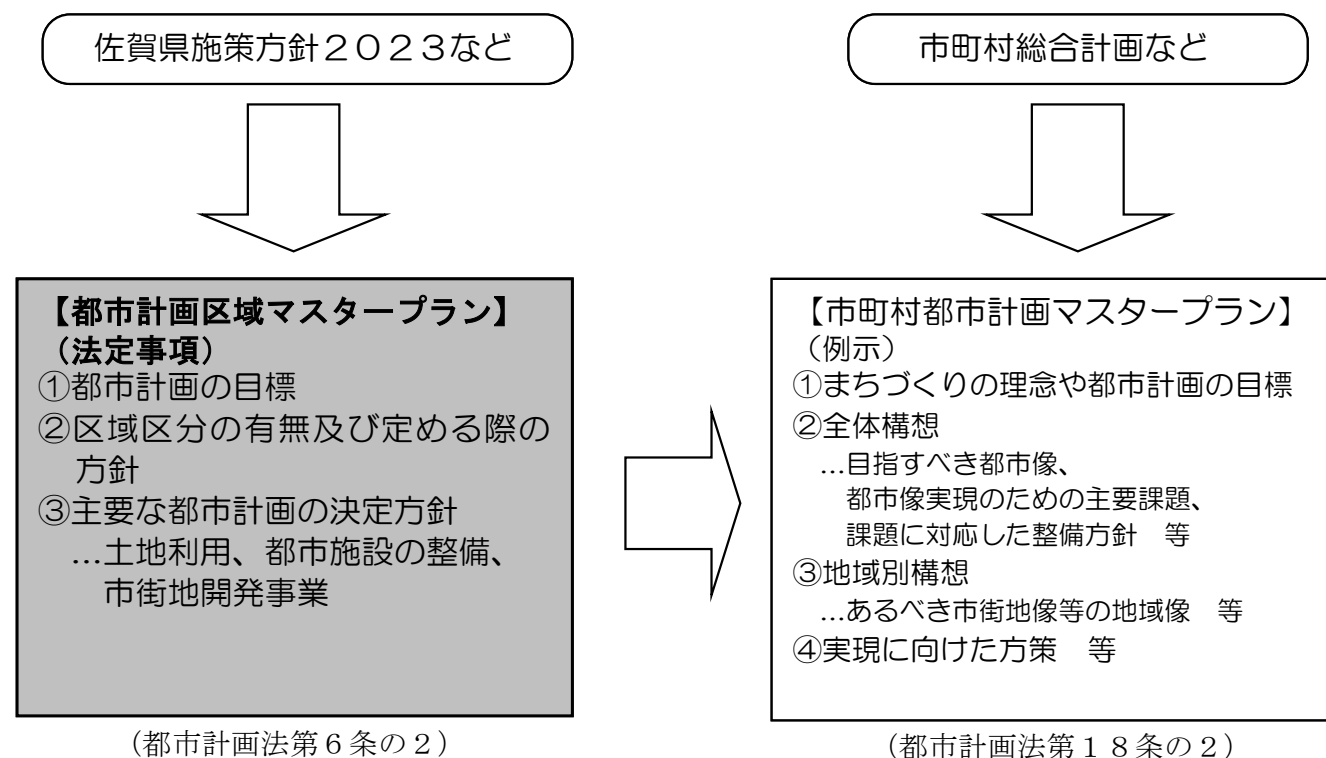 佐賀県施策方針２０２３など
市町村総合計画など
【都市計画区域マスタープラン】
（法定事項）
①都市計画の目標
②区域区分の有無及び定める際の
方針
③主要な都市計画の決定方針
…土地利用、都市施設の整備、
市街地開発事業
（都市計画法第６条の２）
【市町村都市計画マスタープラン】
（例示）
①まちづくりの理念や都市計画の目標
②全体構想
…目指すべき都市像、
都市像実現のための主要課題、
課題に対応した整備方針　等
③地域別構想
…あるべき市街地像等の地域像　等
④実現に向けた方策　等
（都市計画法第１８条の２）